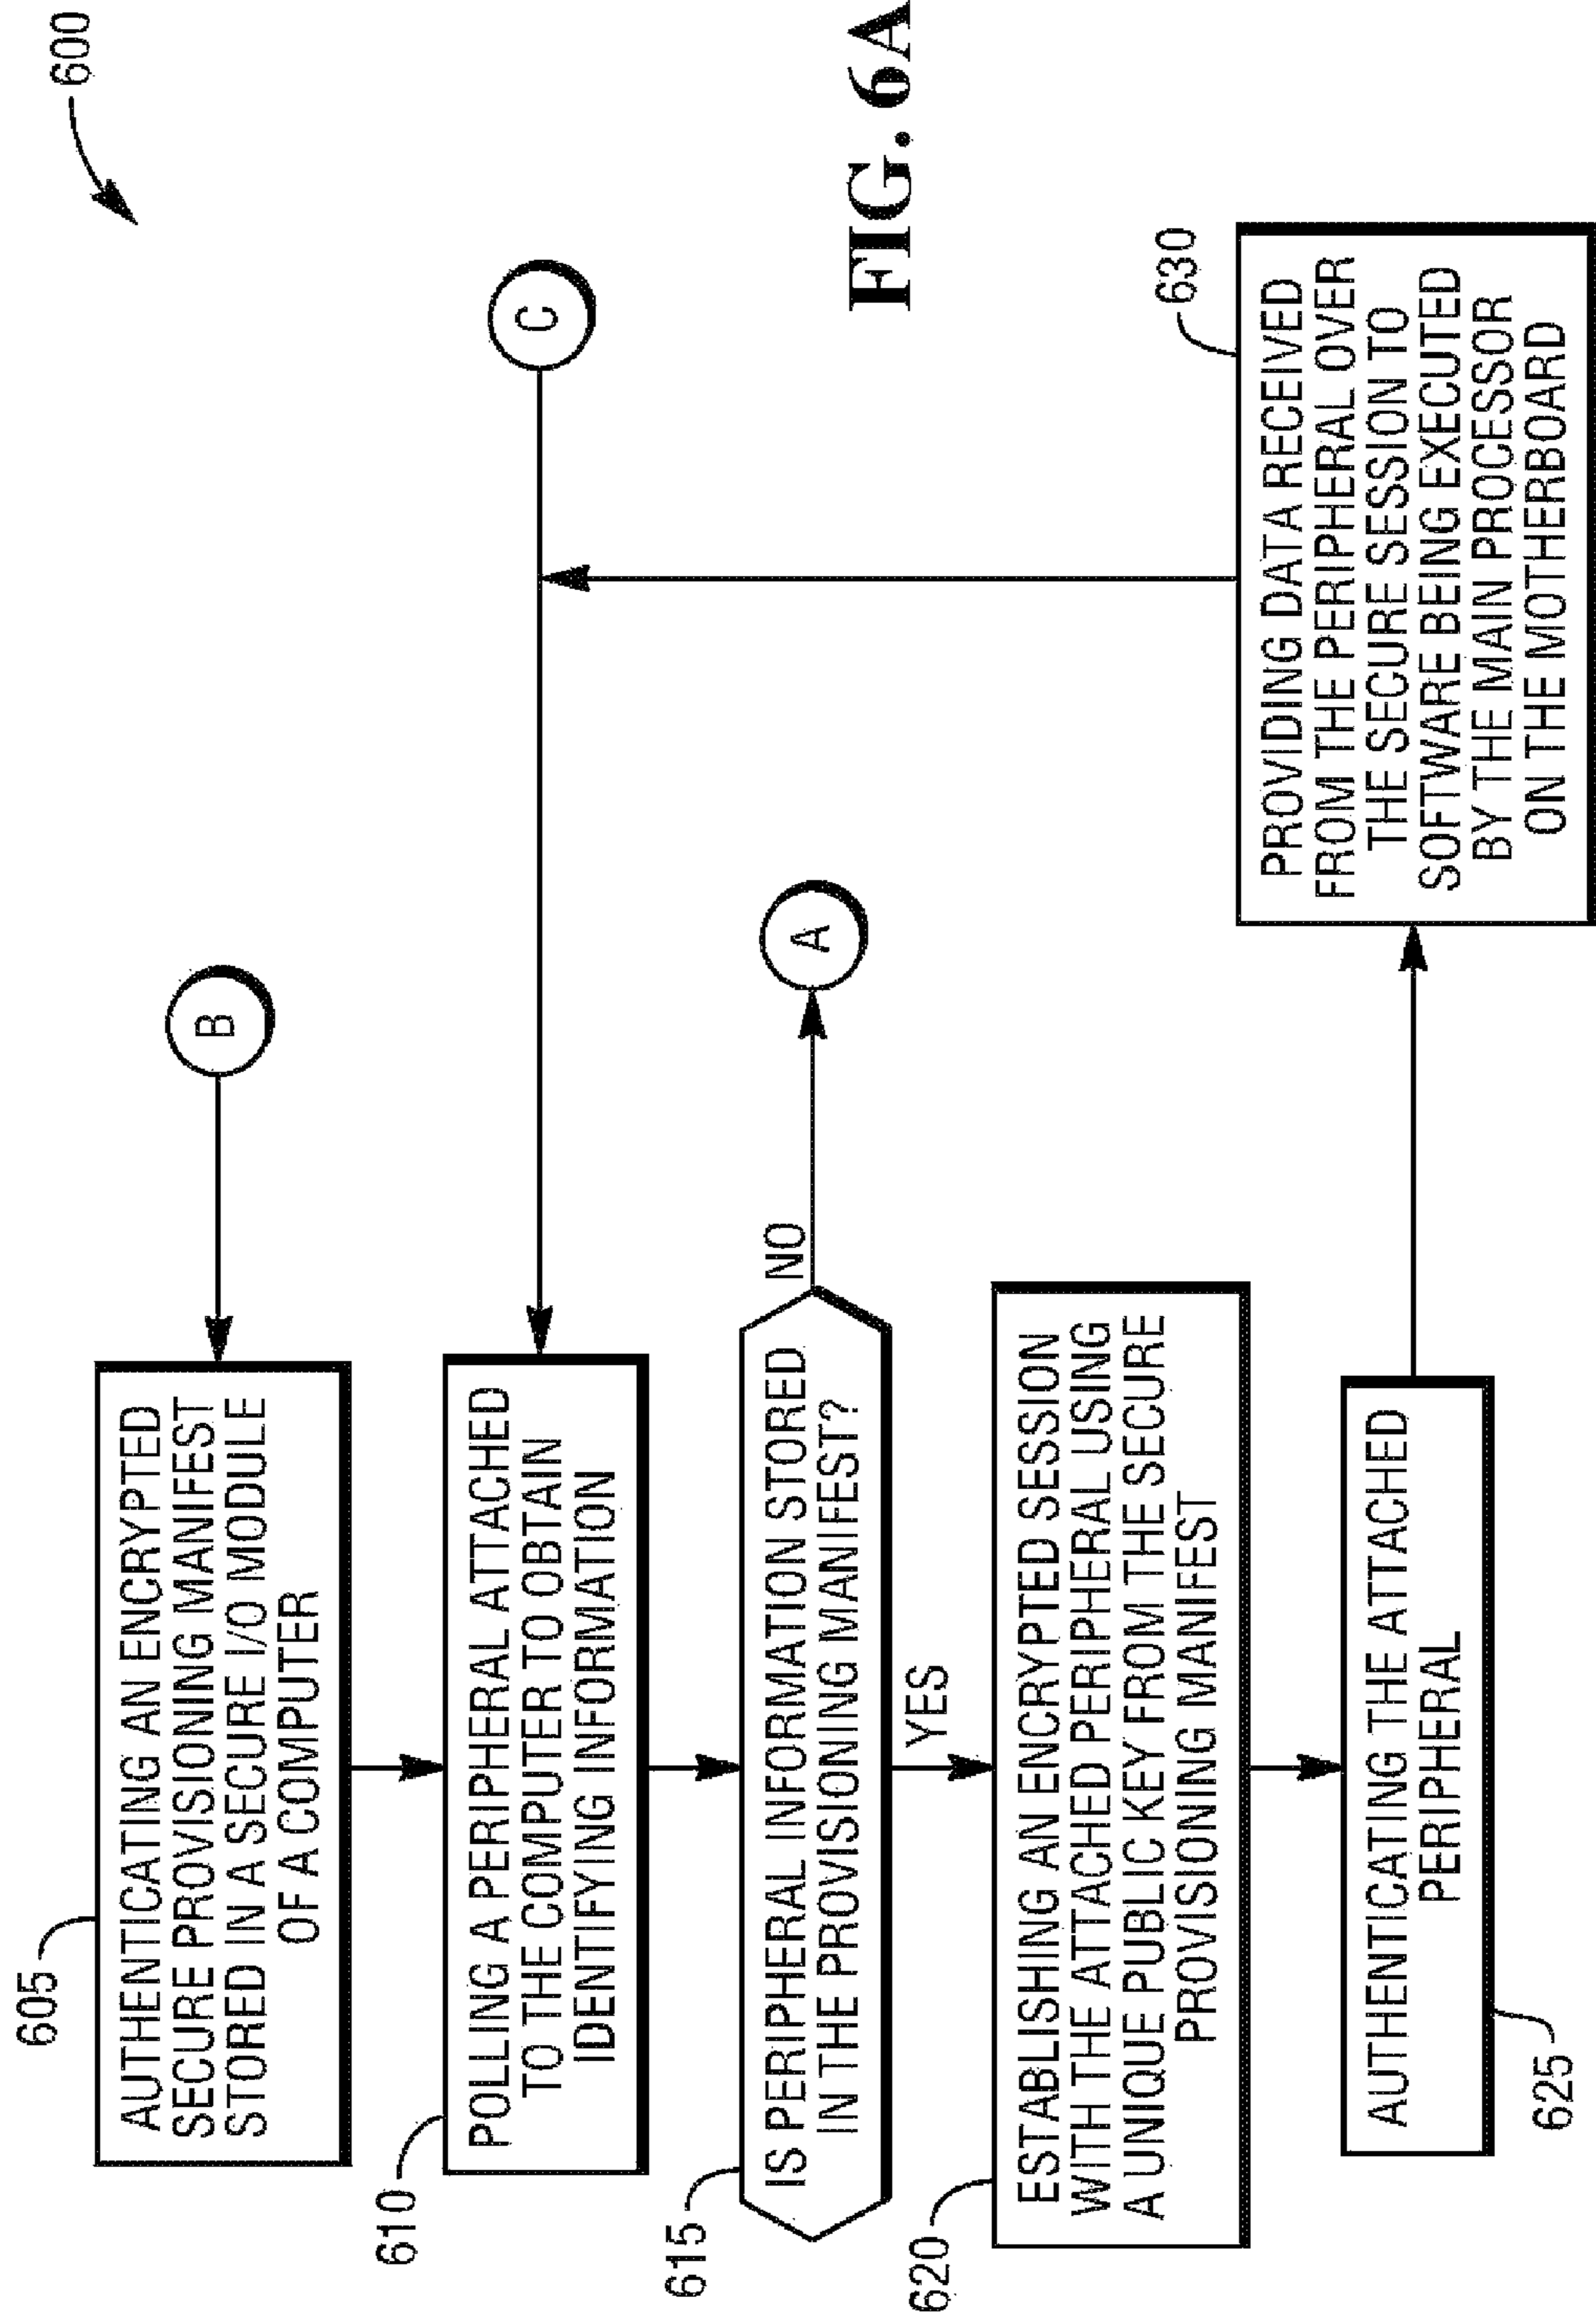 600
B
605
AUTHENTICATING AN ENCRYPTED
SECURE PROVISIONING MANIFEST
STORED IN A SECURE I/O MODULE
OF A COMPUTER
C
610
POLLING A PERIPHERAL ATTACHED
TO THE COMPUTER TO OBTAIN
IDENTIFYING INFORMATION
615
IS PERIPHERAL INFORMATION STORED
IN THE PROVISIONING MANIFEST?
NO
A
YES
620
ESTABLISHING AN ENCRYPTED SESSION
WITH THE ATTACHED PERIPHERAL USING
A UNIQUE PUBLIC KEY FROM THE SECURE
PROVISIONING MANIFEST
625
AUTHENTICATING THE ATTACHED
PERIPHERAL
630
PROVIDING DATA RECEIVED
FROM THE PERIPHERAL OVER
THE SECURE SESSION TO
SOFTWARE BEING EXECUTED
BY THE MAIN PROCESSOR
ON THE MOTHERBOARD
FIG. 6A